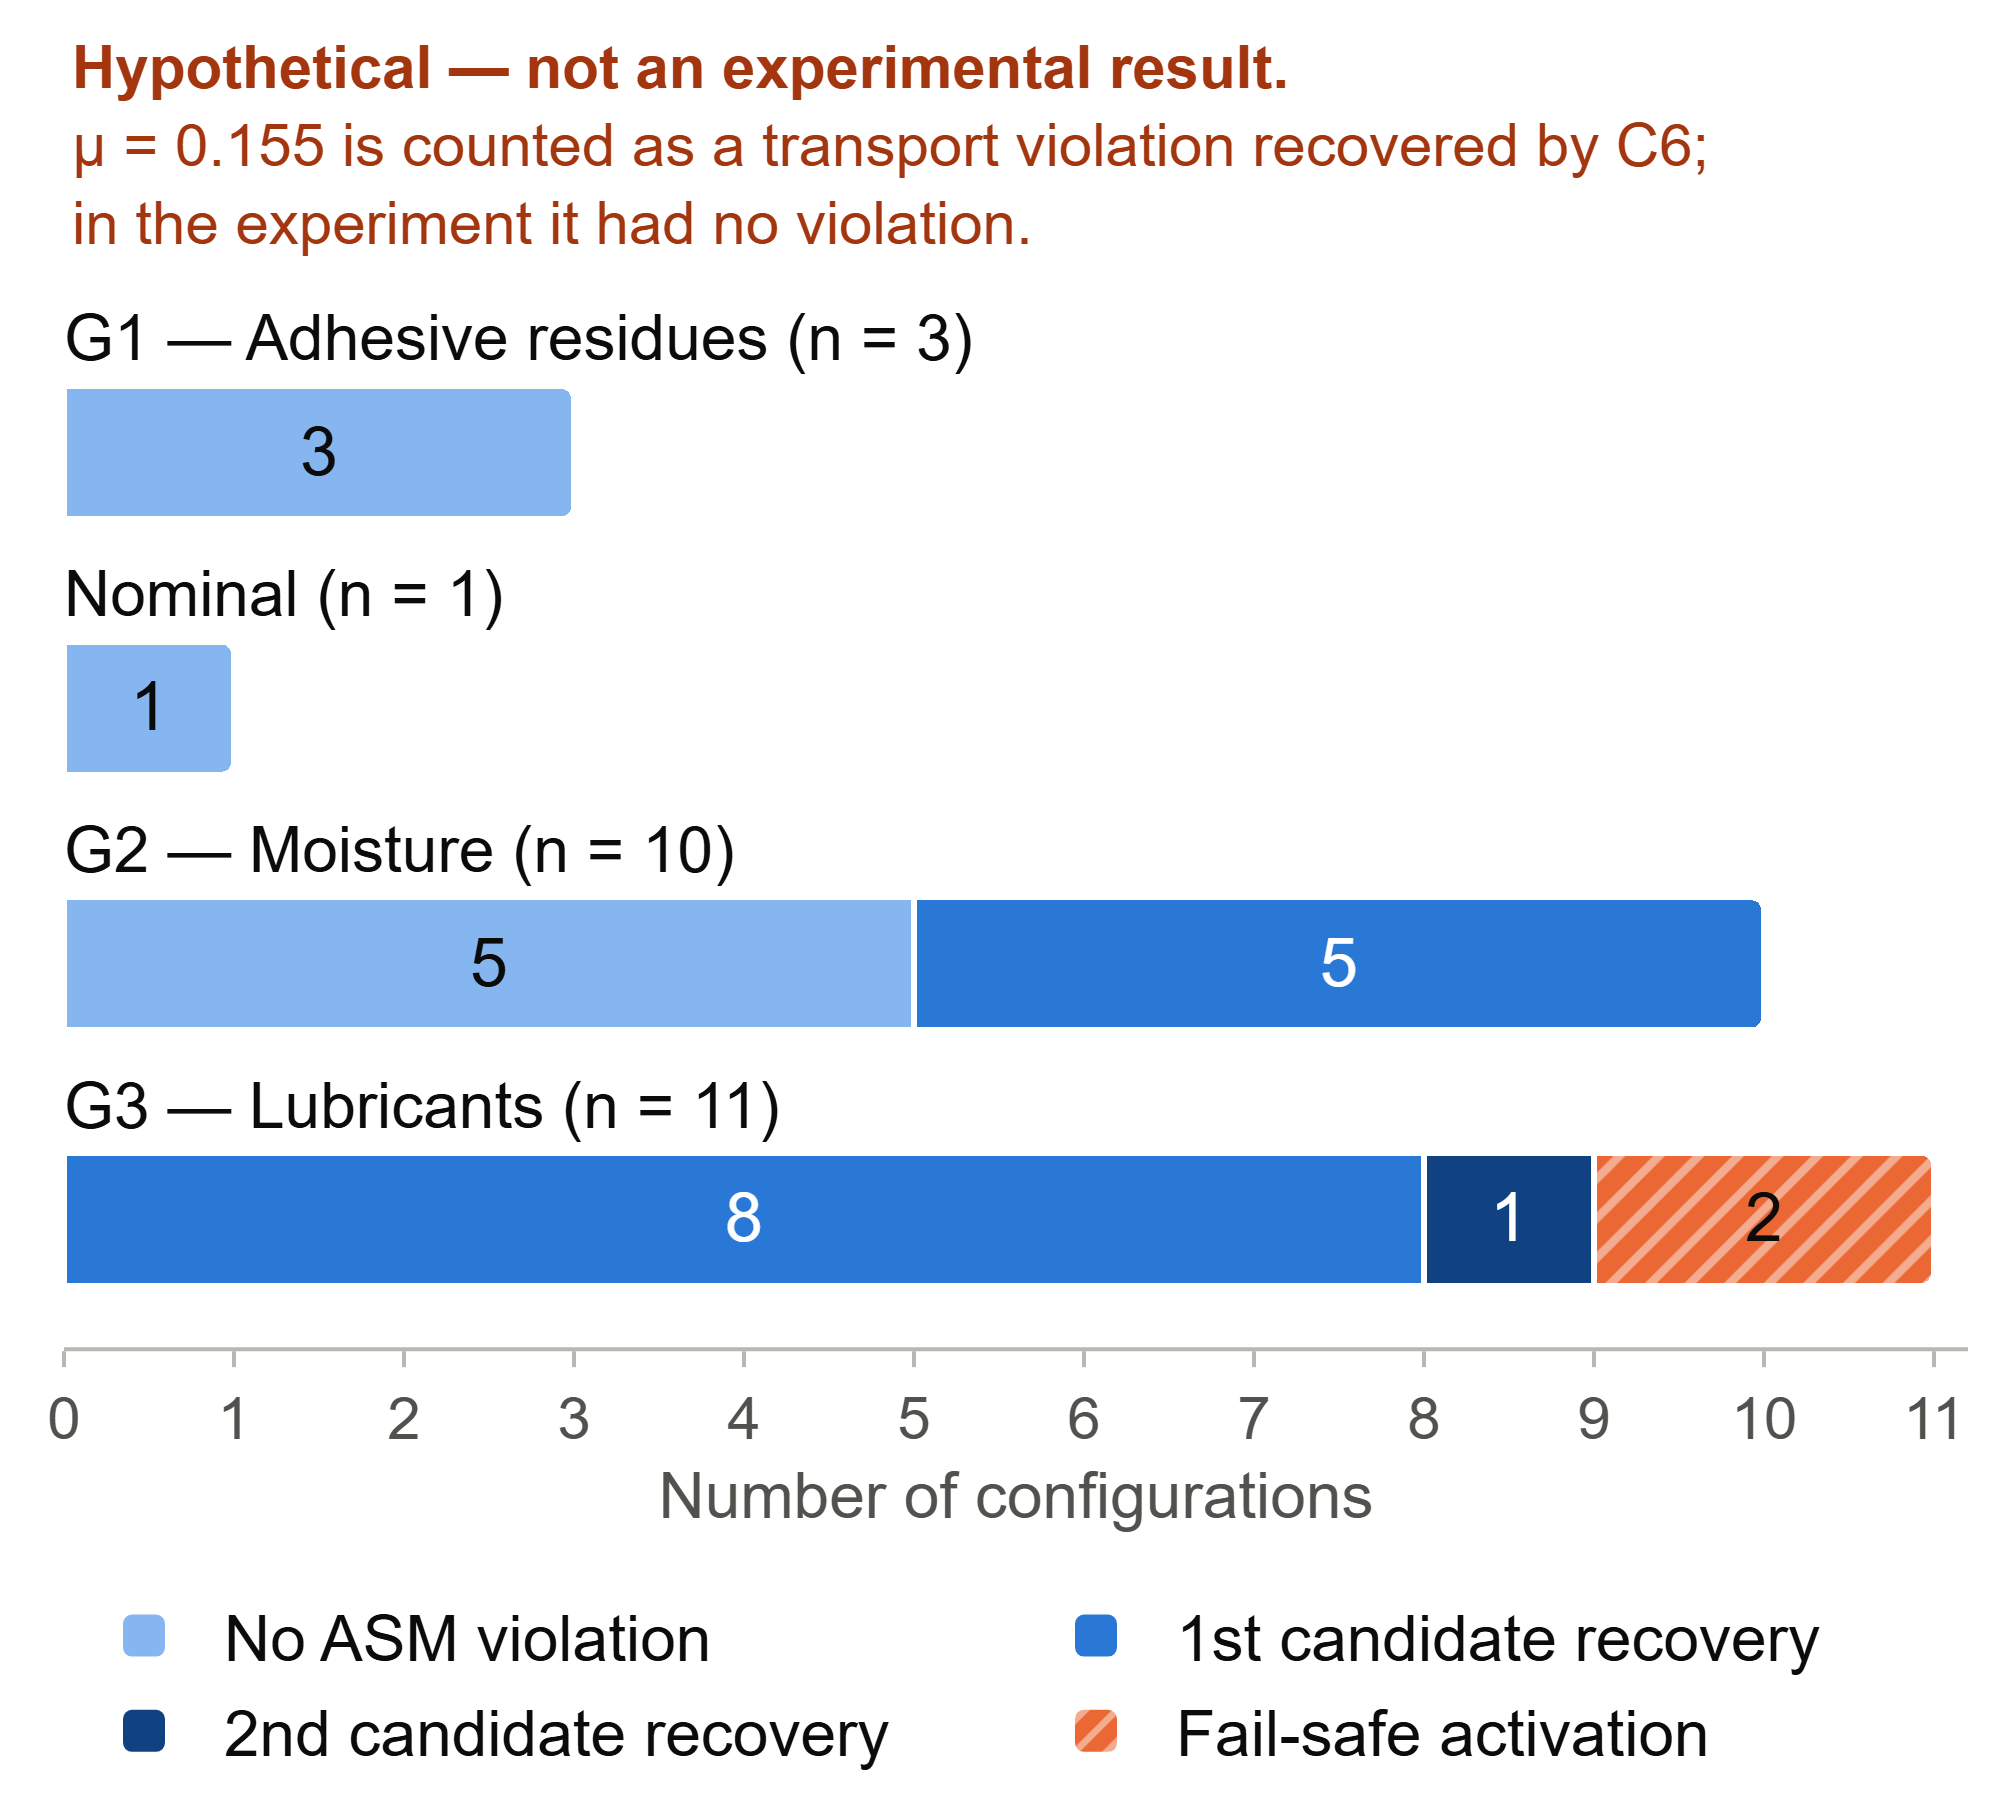 Hypothetical — not an experimental result.
μ = 0.155 is counted as a transport violation recovered by C6;
in the experiment it had no violation.
G1 — Adhesive residues (n = 3)
3
Nominal (n = 1)
1
G2 — Moisture (n = 10)
5 5
G3 — Lubricants (n = 11)
8 1 2
0 1 2 3 4 5 6 7 8 9 10 11
Number of configurations
No ASM violation
1st candidate recovery
2nd candidate recovery
Fail-safe activation